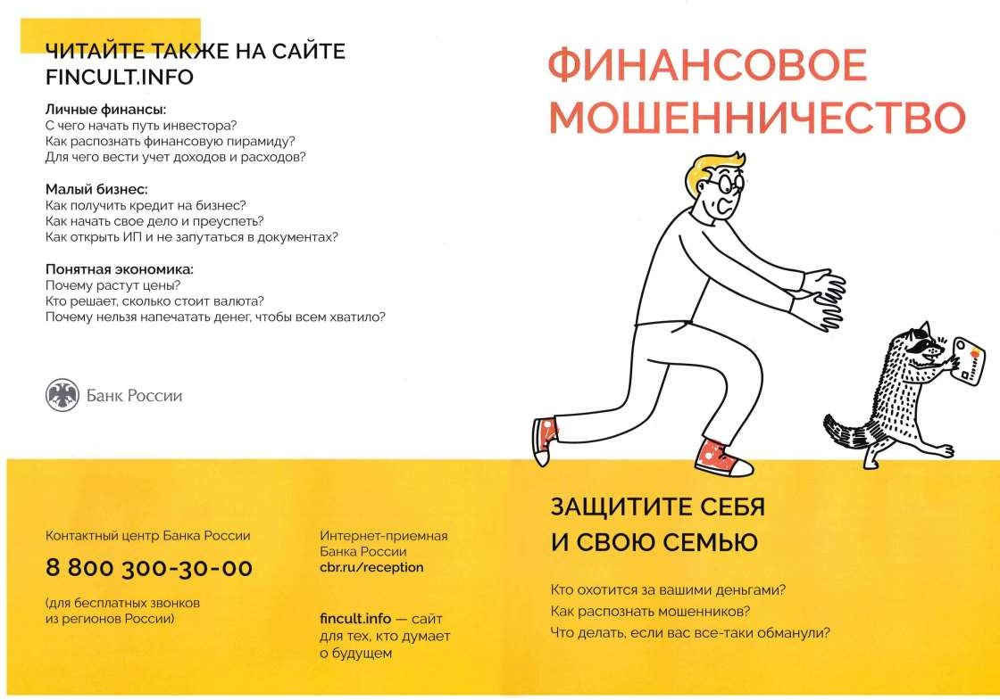 ЧИТАЙТЕ ТАКЖЕ НА САЙТЕ
FINCULT.INFO
Личные финансы:
С чего начать путь инвестора?
Как распознать финансовую пирамиду?
Для чего вести учет доходов и расходов?
Малый бизнес:
Как получить кредит на бизнес?
Как начать свое дело и преуспеть?
Как открыть ИП и не запутаться в документах?
Понятная экономика:
Почему растут цены?
Кто решает, сколько стоит валюта?
Почему нельзя напечатать денег, чтобы всем хватило?
Банк России
Контактный центр Банка России
8 800 300-30-00
(для бесплатных звонков
из регионов России)
Интернет-приемная
Банка России
cbr.ru/reception
fincult.info — сайт
для тех, кто думает
о будущем
ФИНАНСОВОЕ
МОШЕННИЧЕСТВО
ЗАЩИТИТЕ СЕБЯ
И СВОЮ СЕМЬЮ
Кто охотится за вашими деньгами?
Как распознать мошенников?
Что делать, если вас все-таки обманули?